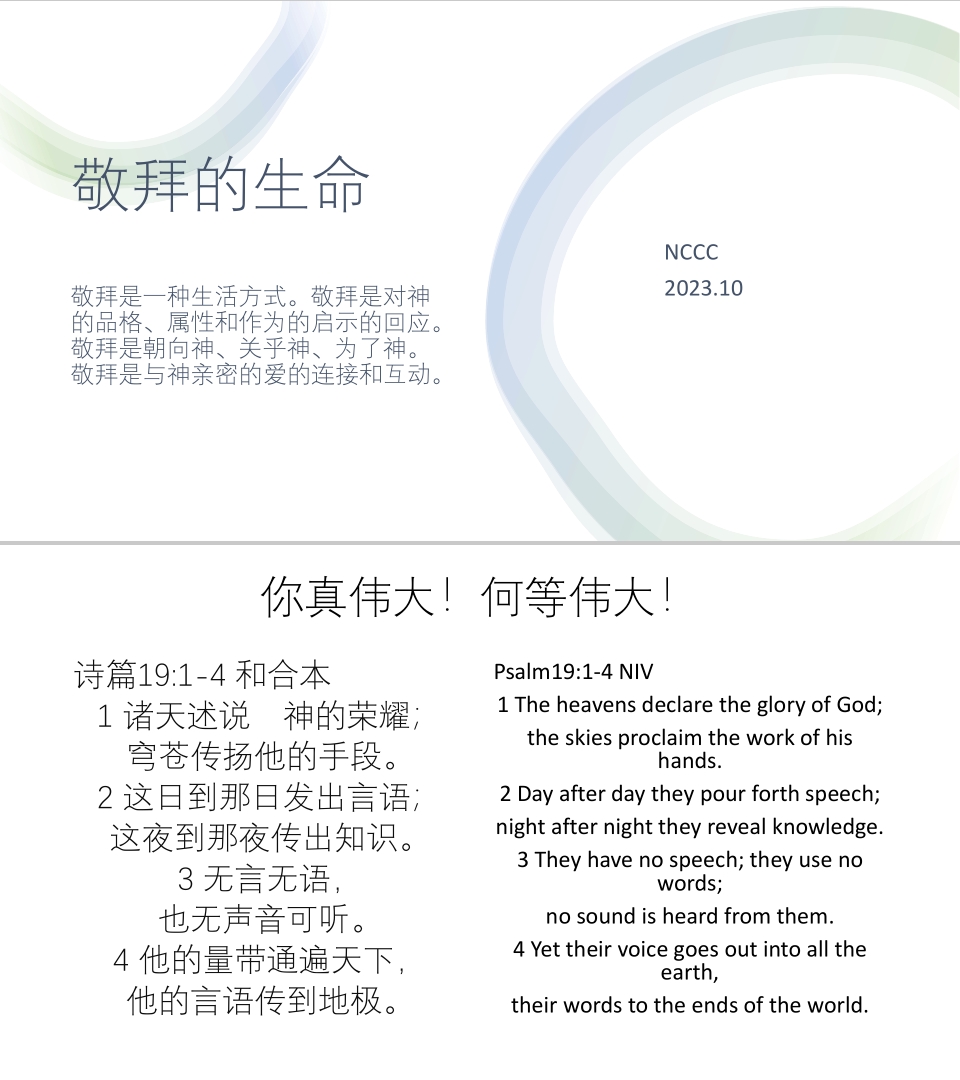 敬拜的生命
敬拜是一种生活方式。敬拜是对神
的品格、属性和作为的启示的回应。
敬拜是朝向神、关乎神、为了神。
敬拜是与神亲密的爱的连接和互动。
NCCC
2023.10
你真伟大！何等伟大！
诗篇19:1-4 和合本
1 诸天述说　神的荣耀;
穹苍传扬他的手段。
2 这日到那日发出言语;
这夜到那夜传出知识。
3 无言无语,
也无声音可听。
4 他的量带通遍天下,
他的言语传到地极。
Psalm19:1-4 NIV
1 The heavens declare the glory of God;
the skies proclaim the work of his
hands.
2 Day after day they pour forth speech;
night after night they reveal knowledge.
3 They have no speech; they use no
words;
no sound is heard from them.
4 Yet their voice goes out into all the
earth,
their words to the ends of the world.